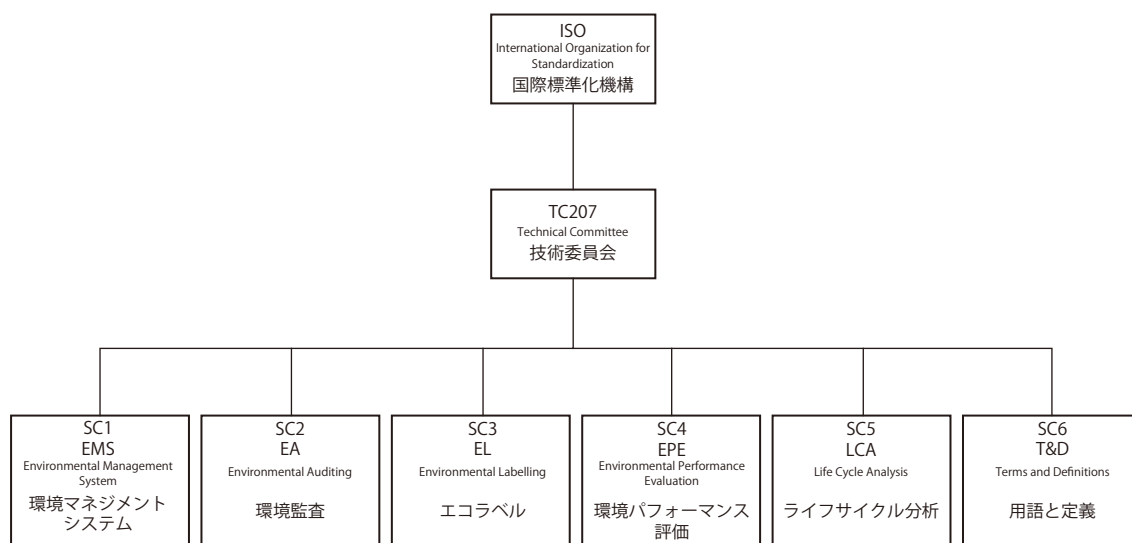 ISO
International Organization for
Standardization
国際標準化機構
TC207
Technical Committee
技術委員会
SC1
EMS
Environmental Management
System
環境マネジメント
システム
SC2
EA
Environmental Auditing
環境監査
SC3
EL
Environmental Labelling
エコラベル
SC4
EPE
Environmental Performance
Evaluation
環境パフォーマンス
評価
SC5
LCA
Life Cycle Analysis
ライフサイクル分析
SC6
T&D
Terms and Definitions
用語と定義